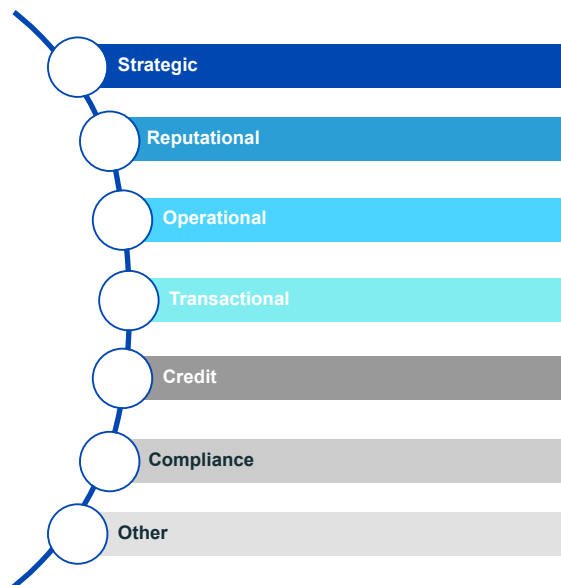 Strategic
Reputational
Operational
Transactional
Credit
Compliance
Other